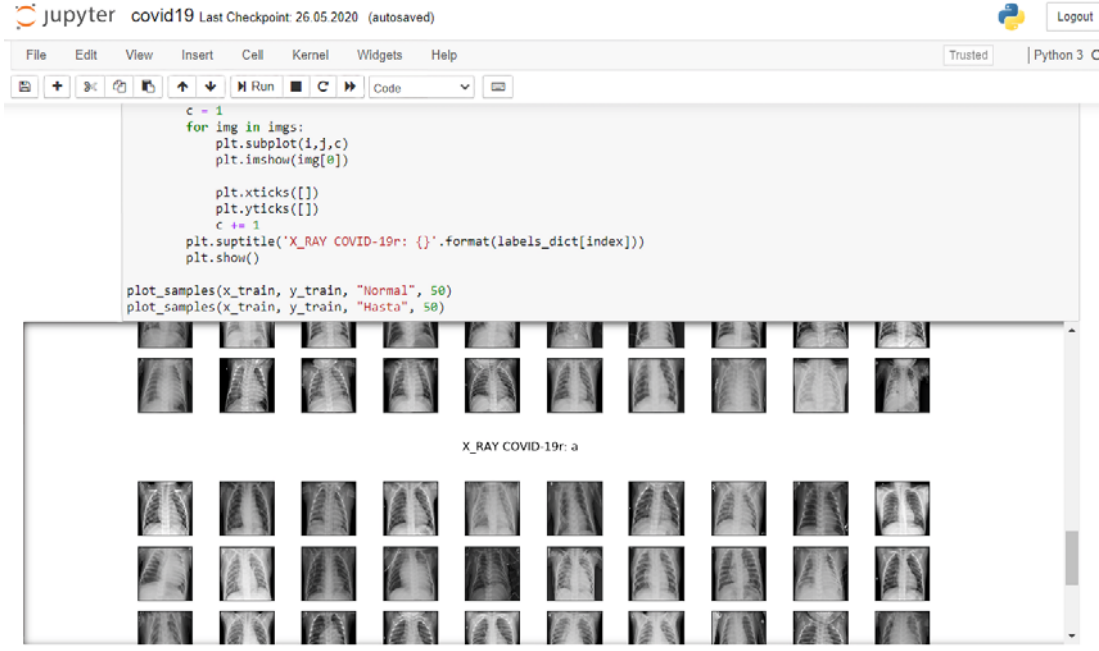 jupyter covid19 Last Checkpoint: 26.05.2020 (autosaved)
Logout
File Edit View Insert Cell Kernel Widgets Help
Trusted
Python 3
Run
Code
c = 1
for img in imgs:
plt.subplot(i,j,c)
plt.imshow(img[0])
plt.xticks([])
plt.yticks([])
c += 1
plt.suptitle('X_RAY COVID-19r: {}'.format(labels_dict[index]))
plt.show()
plot_samples(x_train, y_train, "Normal", 50)
plot_samples(x_train, y_train, "Hasta", 50)
X_RAY COVID-19r: a